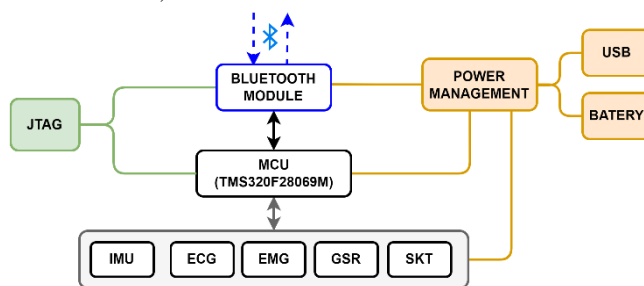 USB
BLUETOOTH
MODULE
POWER
MANAGEMENT
JTAG
BATERY
MCU
(TMS320F28069M)
IMU ECG EMG GSR SKT